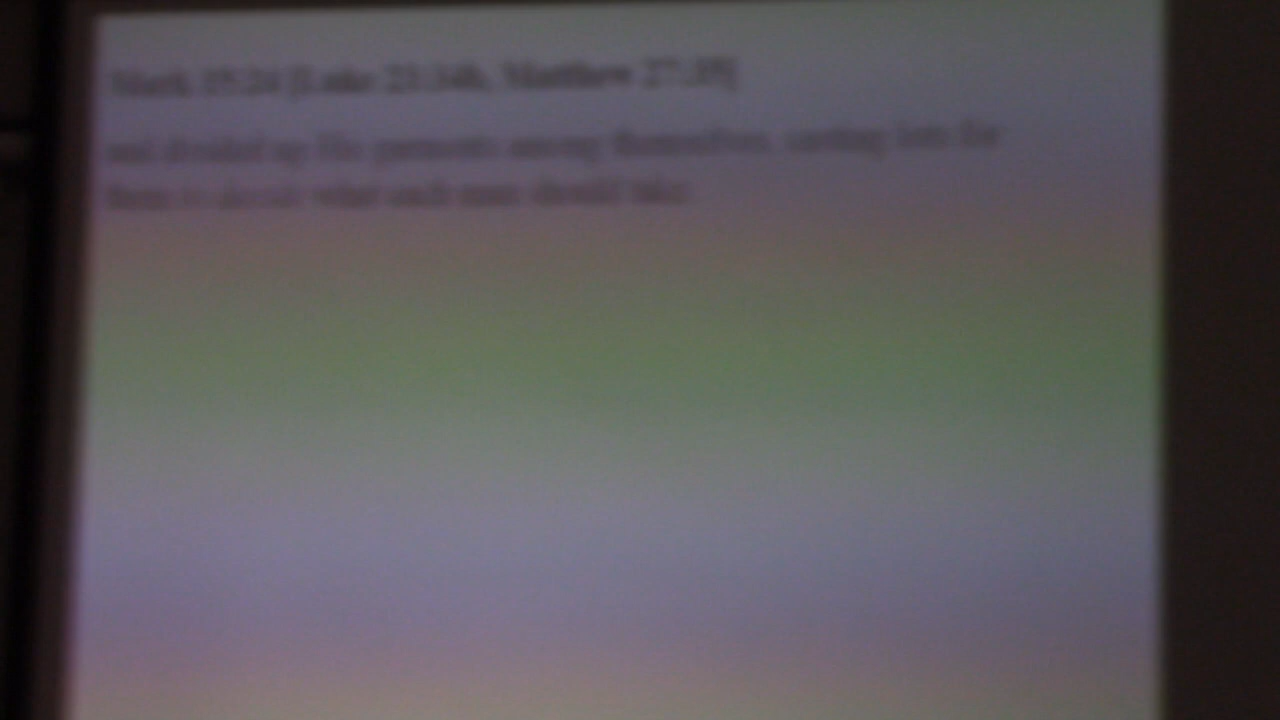 Mark 15:24 [Luke 23:34b, Matthew 27:35]
and divided up His garments among themselves, casting lots for
them to decide what each man should take.